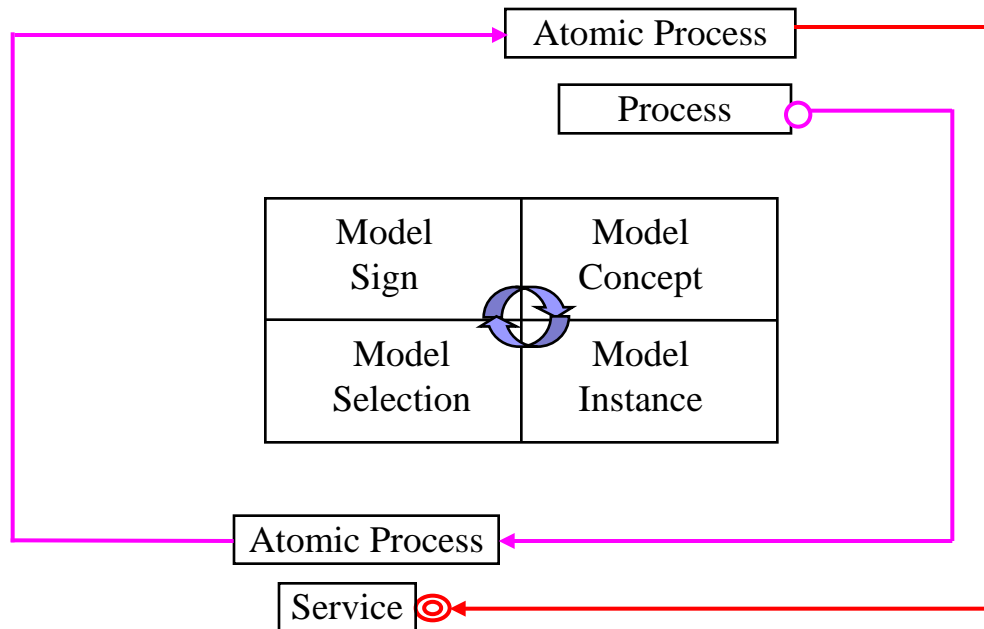 Atomic Process
Process
Model
Sign
Model
Concept
Model
Selection
Model
Instance
Atomic Process
Service